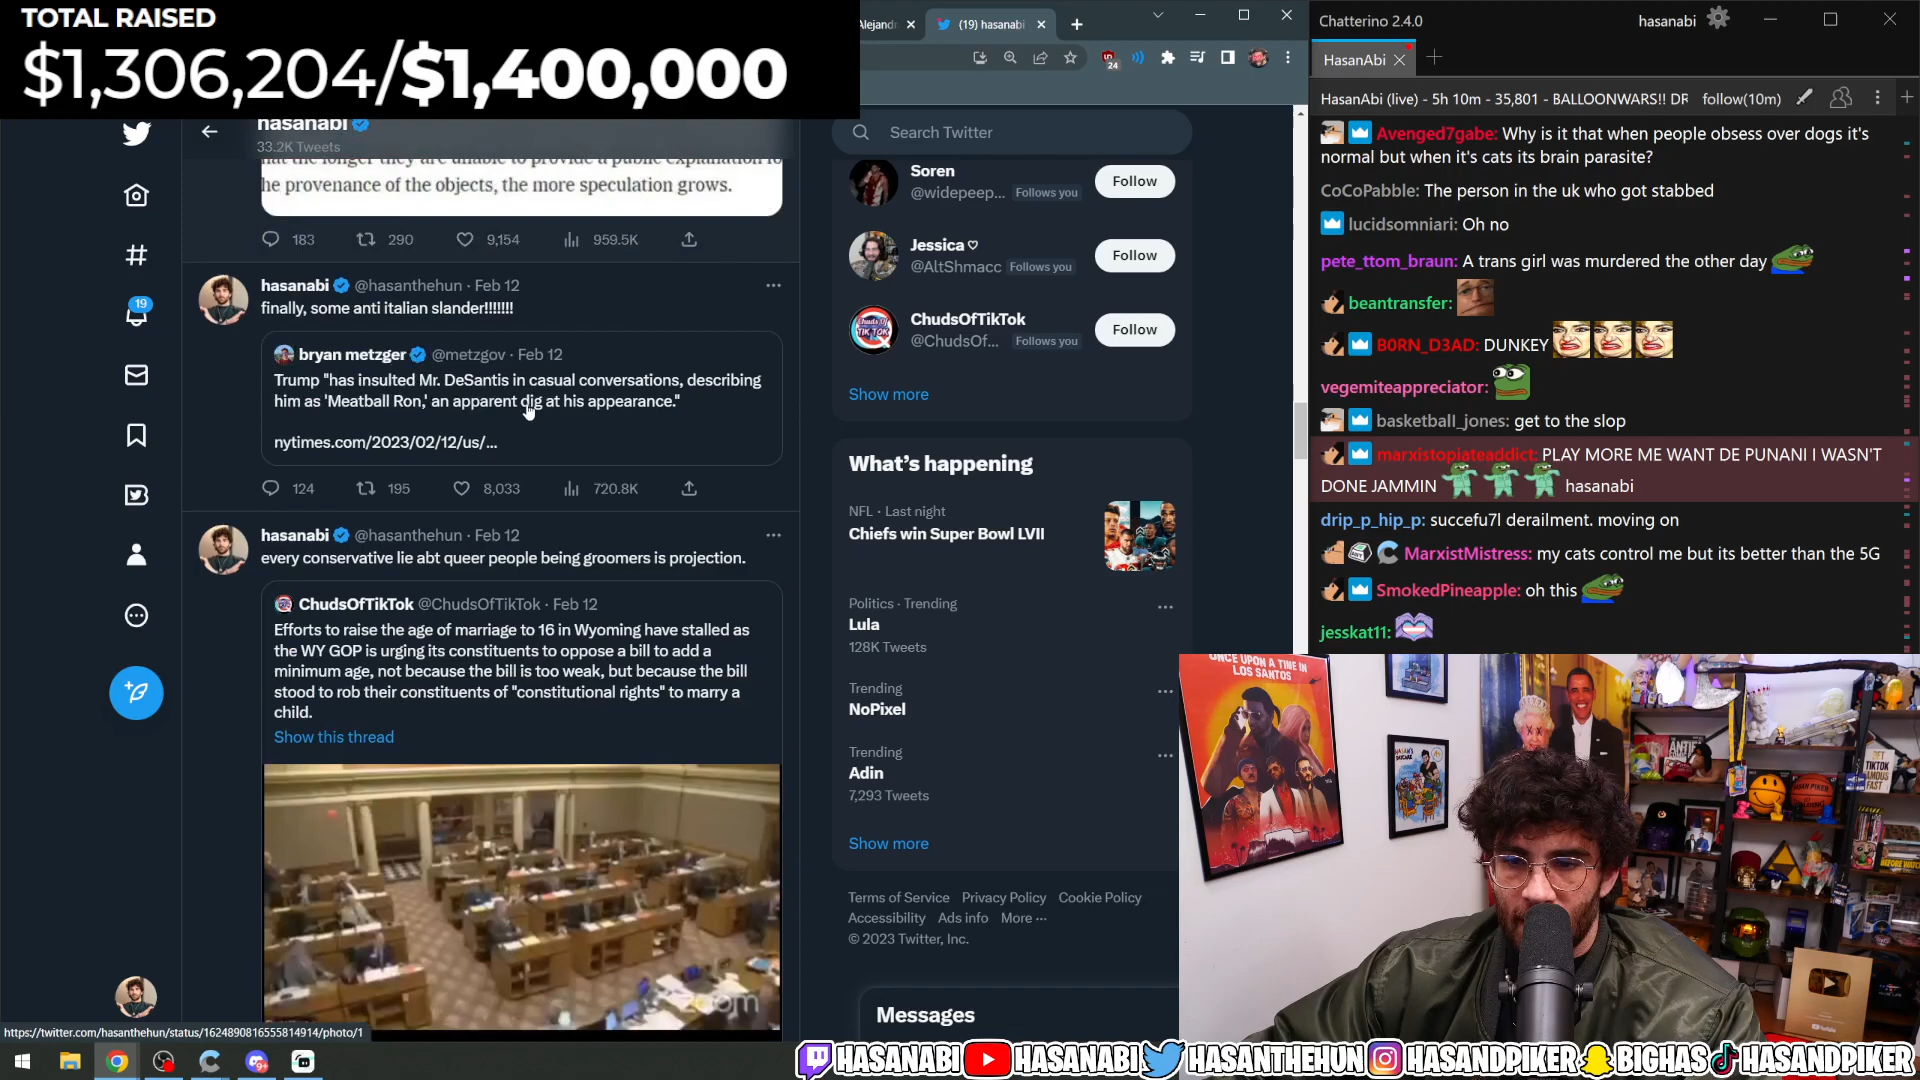 TOTAL RAISED
$1,306,204/$1,400,000
Alejandr
(19) hasanabi
24
hasanabi
33.2K Tweets
he provenance of the objects, the more speculation grows.
183 290 9,154 959.5K
19
hasanabi @hasanthehun · Feb 12
finally, some anti italian slander!!!!!!!
bryan metzger @metzgov · Feb 12
Trump "has insulted Mr. DeSantis in casual conversations, describing
him as 'Meatball Ron,' an apparent dig at his appearance."
nytimes.com/2023/02/12/us/...
124 195 8,033 720.8K
hasanabi @hasanthehun · Feb 12
every conservative lie abt queer people being groomers is projection.
ChudsOfTikTok @ChudsOfTikTok · Feb 12
Efforts to raise the age of marriage to 16 in Wyoming have stalled as
the WY GOP is urging its constituents to oppose a bill to add a
minimum age, not because the bill is too weak, but because the bill
stood to rob their constituents of "constitutional rights" to marry a
child.
Show this thread
zoom
https://twitter.com/hasanthehun/status/1624890816555814914/photo/1
Search Twitter
Soren
@widepeep... Follows you
Follow
Jessica ♡
@AltShmacc Follows you
Follow
ChudsOfTikTok
@ChudsOf... Follows you
Follow
Show more
What's happening
NFL · Last night
Chiefs win Super Bowl LVII
Politics · Trending
Lula
128K Tweets
Trending
NoPixel
Trending
Adin
7,293 Tweets
Show more
Terms of Service Privacy Policy Cookie Policy
Accessibility Ads info More ···
© 2023 Twitter, Inc.
Messages
Chatterino 2.4.0
hasanabi
HasanAbi
HasanAbi (live) - 5h 10m - 35,801 - BALLOONWARS!! DR follow(10m)
Avenged7gabe: Why is it that when people obsess over dogs it's
normal but when it's cats its brain parasite?
CoCoPabble: The person in the uk who got stabbed
lucidsomniari: Oh no
pete_ttom_braun: A trans girl was murdered the other day
beantransfer:
B0RN_D3AD: DUNKEY
vegemiteappreciator:
basketball_jones: get to the slop
marxistopiateaddict: PLAY MORE ME WANT DE PUNANI I WASN'T
DONE JAMMIN hasanabi
drip_p_hip_p: succefu7l derailment. moving on
MarxistMistress: my cats control me but its better than the 5G
SmokedPineapple: oh this
jesskat11:
ONCE UPON A TIME IN
LOS SANTOS
HASANABI HASANABI HASANTHEHUN HASANDPIKER BIGHAS HASANDPIKER